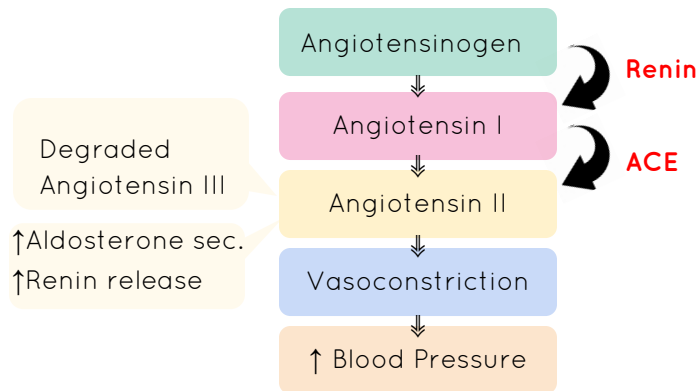 Angiotensinogen
Renin
Angiotensin I
ACE
Degraded
Angiotensin III
Angiotensin II
↑Aldosterone sec.
↑Renin release
Vasoconstriction
↑ Blood Pressure